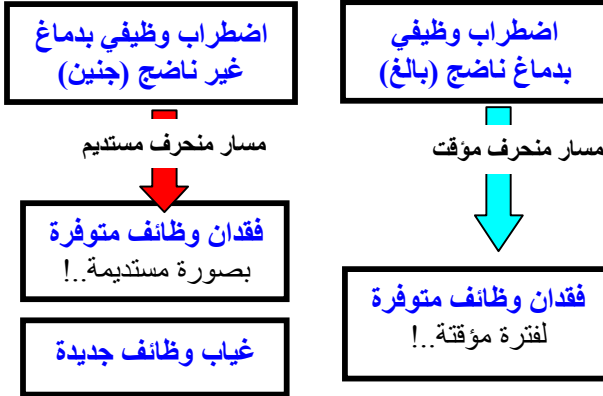 اضطراب وظيفي
بدماغ ناضج (بالغ)
مسار منحرف مؤقت
فقدان وظائف متوفرة
لفترة مؤقتة..!
اضطراب وظيفي بدماغ
غير ناضج (جنين)
مسار منحرف مستديم
فقدان وظائف متوفرة
بصورة مستديمة..!
غياب وظائف جديدة